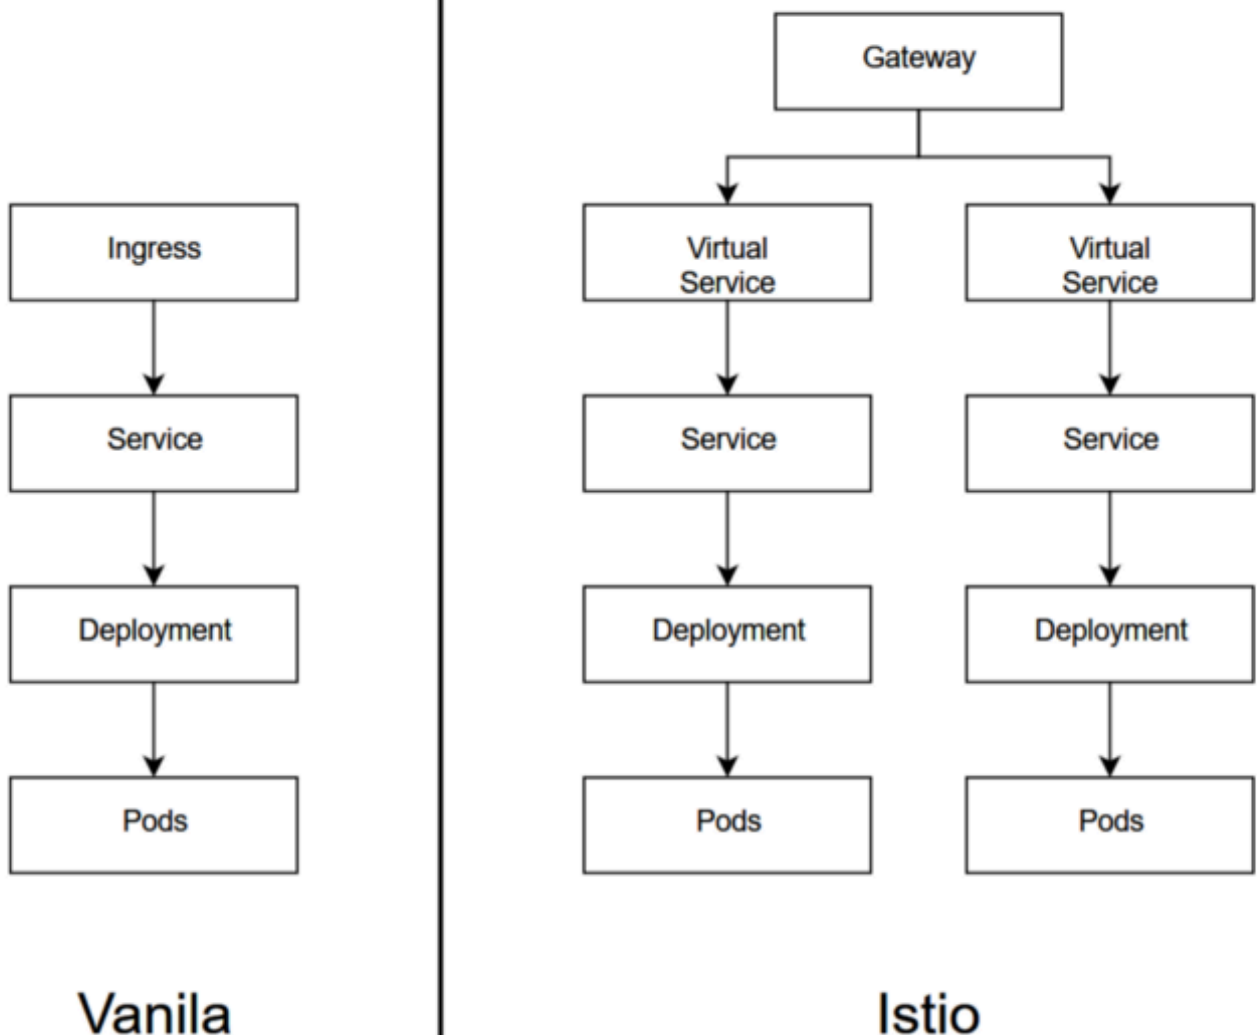 Gateway
Ingress
Virtual
Service
Virtual
Service
Service
Service
Service
Deployment
Deployment
Deployment
Pods
Pods
Pods
Vanila
Istio